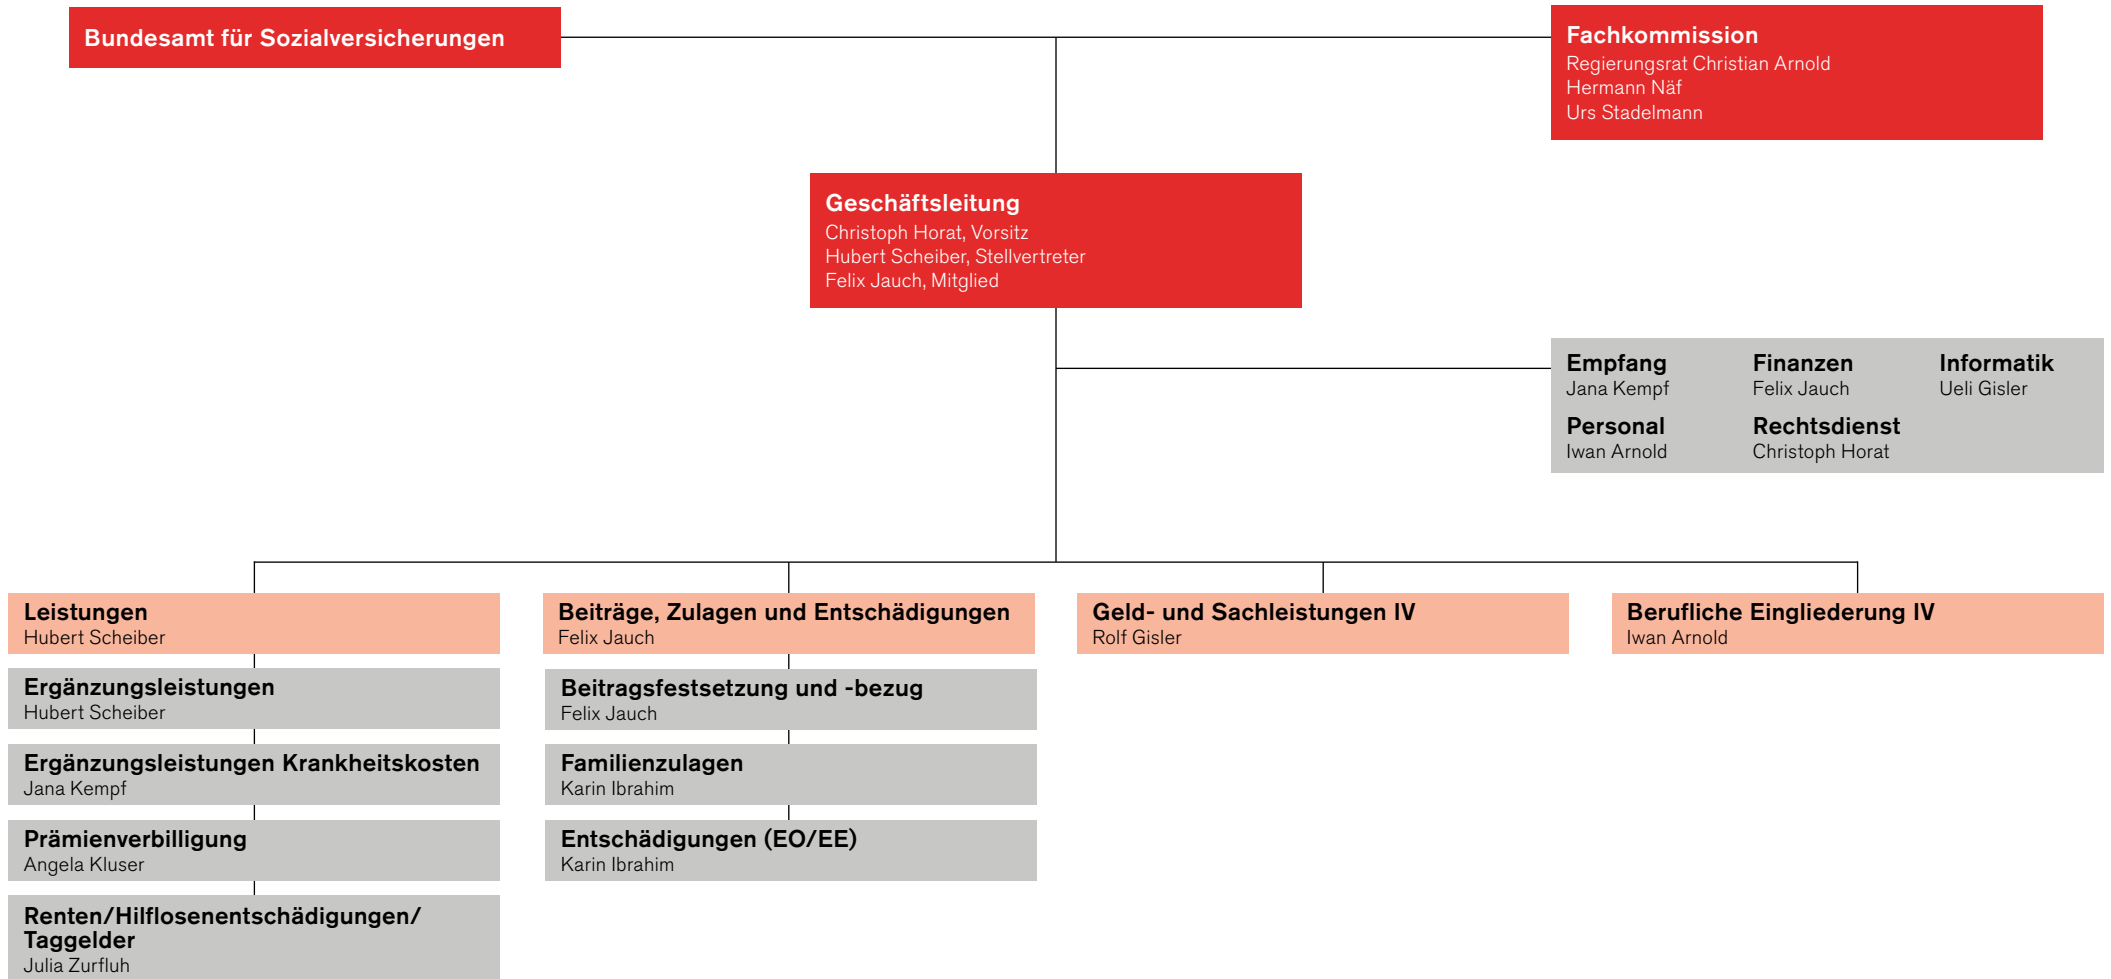 Bundesamt für Sozialversicherungen
Fachkommission
Regierungsrat Christian Arnold
Hermann Näf
Urs Stadelmann
Geschäftsleitung
Christoph Horat, Vorsitz
Hubert Scheiber, Stellvertreter
Felix Jauch, Mitglied
Empfang
Jana Kempf
Finanzen
Felix Jauch
Informatik
Ueli Gisler
Personal
Iwan Arnold
Rechtsdienst
Christoph Horat
Leistungen
Hubert Scheiber
Ergänzungsleistungen
Hubert Scheiber
Ergänzungsleistungen Krankheitskosten
Jana Kempf
Prämienverbilligung
Angela Kluser
Renten/Hilflosenentschädigungen/
Taggelder
Julia Zurfluh
Beiträge, Zulagen und Entschädigungen
Felix Jauch
Beitragsfestsetzung und -bezug
Felix Jauch
Familienzulagen
Karin Ibrahim
Entschädigungen (EO/EE)
Karin Ibrahim
Geld- und Sachleistungen IV
Rolf Gisler
Berufliche Eingliederung IV
Iwan Arnold